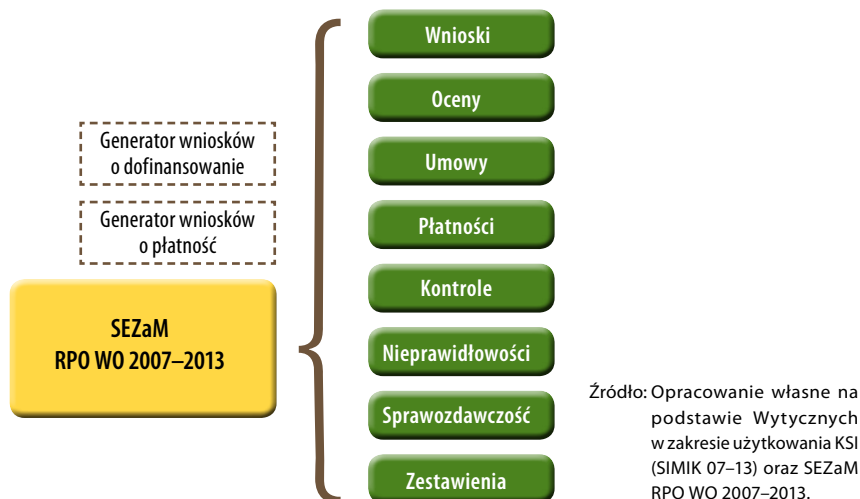 Generator wniosków
o dofinansowanie
Generator wniosków
o płatność
SEZaM
RPO WO 2007–2013
Wnioski
Oceny
Umowy
Płatności
Kontrole
Nieprawidłowości
Sprawozdawczość
Zestawienia
Źródło: Opracowanie własne na
podstawie Wytycznych
w zakresie użytkowania KSI
(SIMIK 07–13) oraz SEZaM
RPO WO 2007–2013.